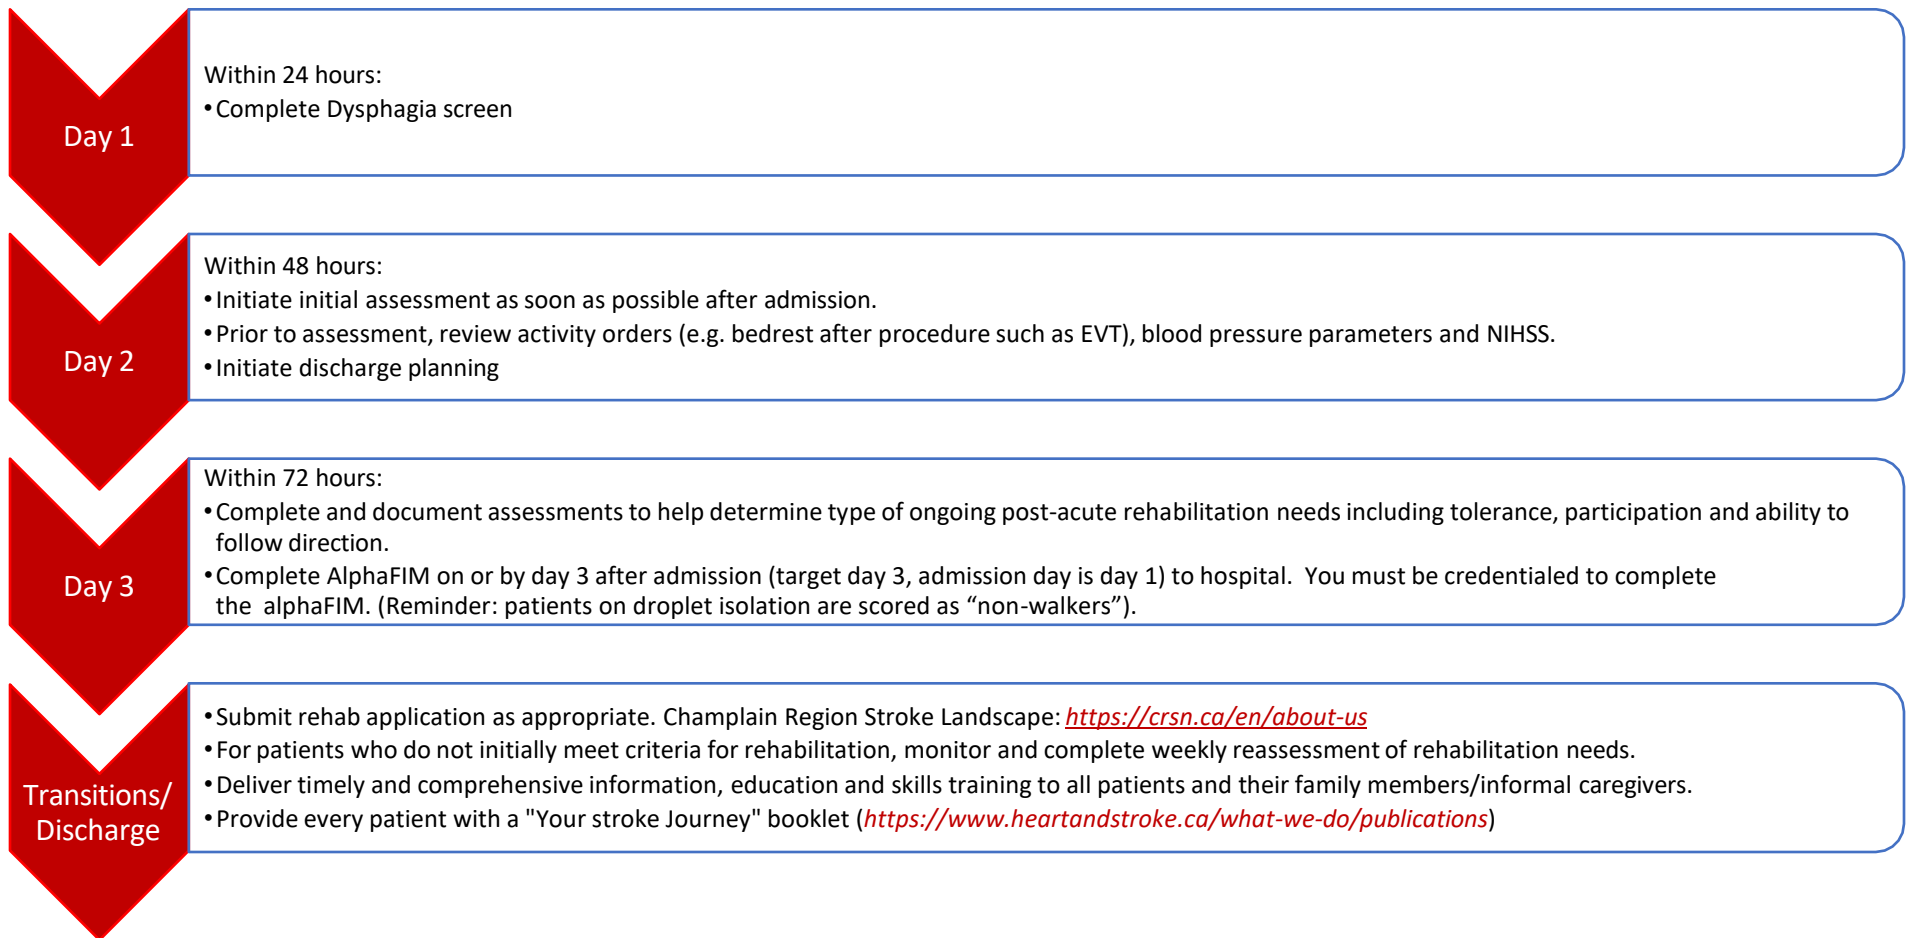 Day 1
Within 24 hours:
•Complete Dysphagia screen
Day 2
Within 48 hours:
•Initiate initial assessment as soon as possible after admission.
•Prior to assessment, review activity orders (e.g. bedrest after procedure such as EVT), blood pressure parameters and NIHSS.
•Initiate discharge planning
Day 3
Within 72 hours:
•Complete and document assessments to help determine type of ongoing post-acute rehabilitation needs including tolerance, participation and ability to
follow direction.
•Complete AlphaFIM on or by day 3 after admission (target day 3, admission day is day 1) to hospital.  You must be credentialed to complete
the  alphaFIM. (Reminder: patients on droplet isolation are scored as “non-walkers”).
Transitions/
Discharge
•Submit rehab application as appropriate. Champlain Region Stroke Landscape: https://crsn.ca/en/about-us
•For patients who do not initially meet criteria for rehabilitation, monitor and complete weekly reassessment of rehabilitation needs.
•Deliver timely and comprehensive information, education and skills training to all patients and their family members/informal caregivers.
•Provide every patient with a "Your stroke Journey" booklet (https://www.heartandstroke.ca/what-we-do/publications)